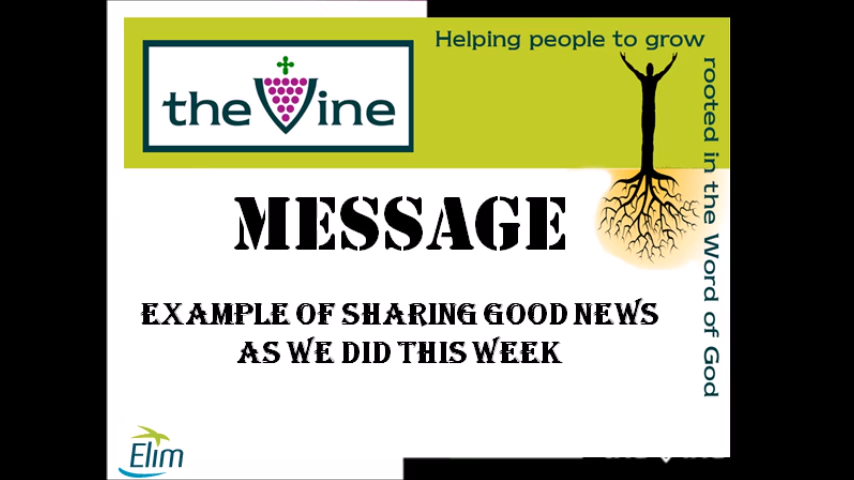 Helping people to grow
rooted in the Word of God
the Vine
MESSAGE
EXAMPLE OF SHARING GOOD NEWS
AS WE DID THIS WEEK
Elim